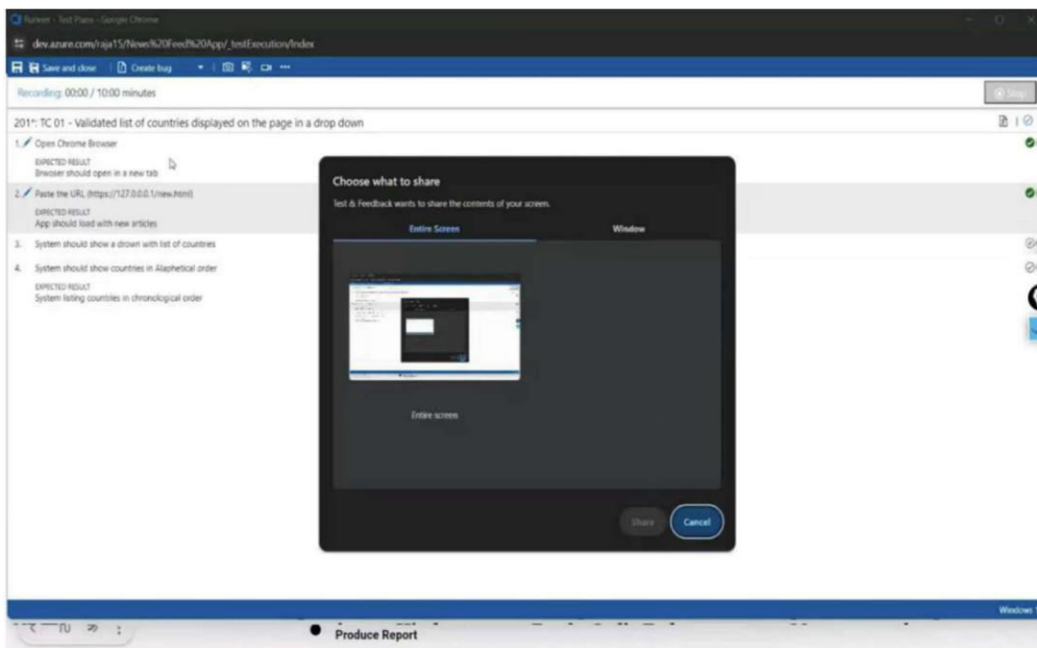 Runner - Test Plans - Google Chrome
dev.azure.com/raja15/News%20Feed%20App/_testExecution/Index
Save and close Create bug
Recording: 00:00 / 10:00 minutes
Stop
201*: TC 01 - Validated list of countries displayed on the page in a drop down
1. Open Chrome Browser
EXPECTED RESULT
Brwoser should open in a new tab
2. Paste the URL (https://127.0.0.1/new.html)
EXPECTED RESULT
App should load with new articles
3. System should show a drown with list of countries
4. System should show countries in Alaphetical order
EXPECTED RESULT
System listing countries in chronological order
Choose what to share
Test & Feedback wants to share the contents of your screen.
Entire Screen Window
Entire screen
Share Cancel
Windows
Produce Report